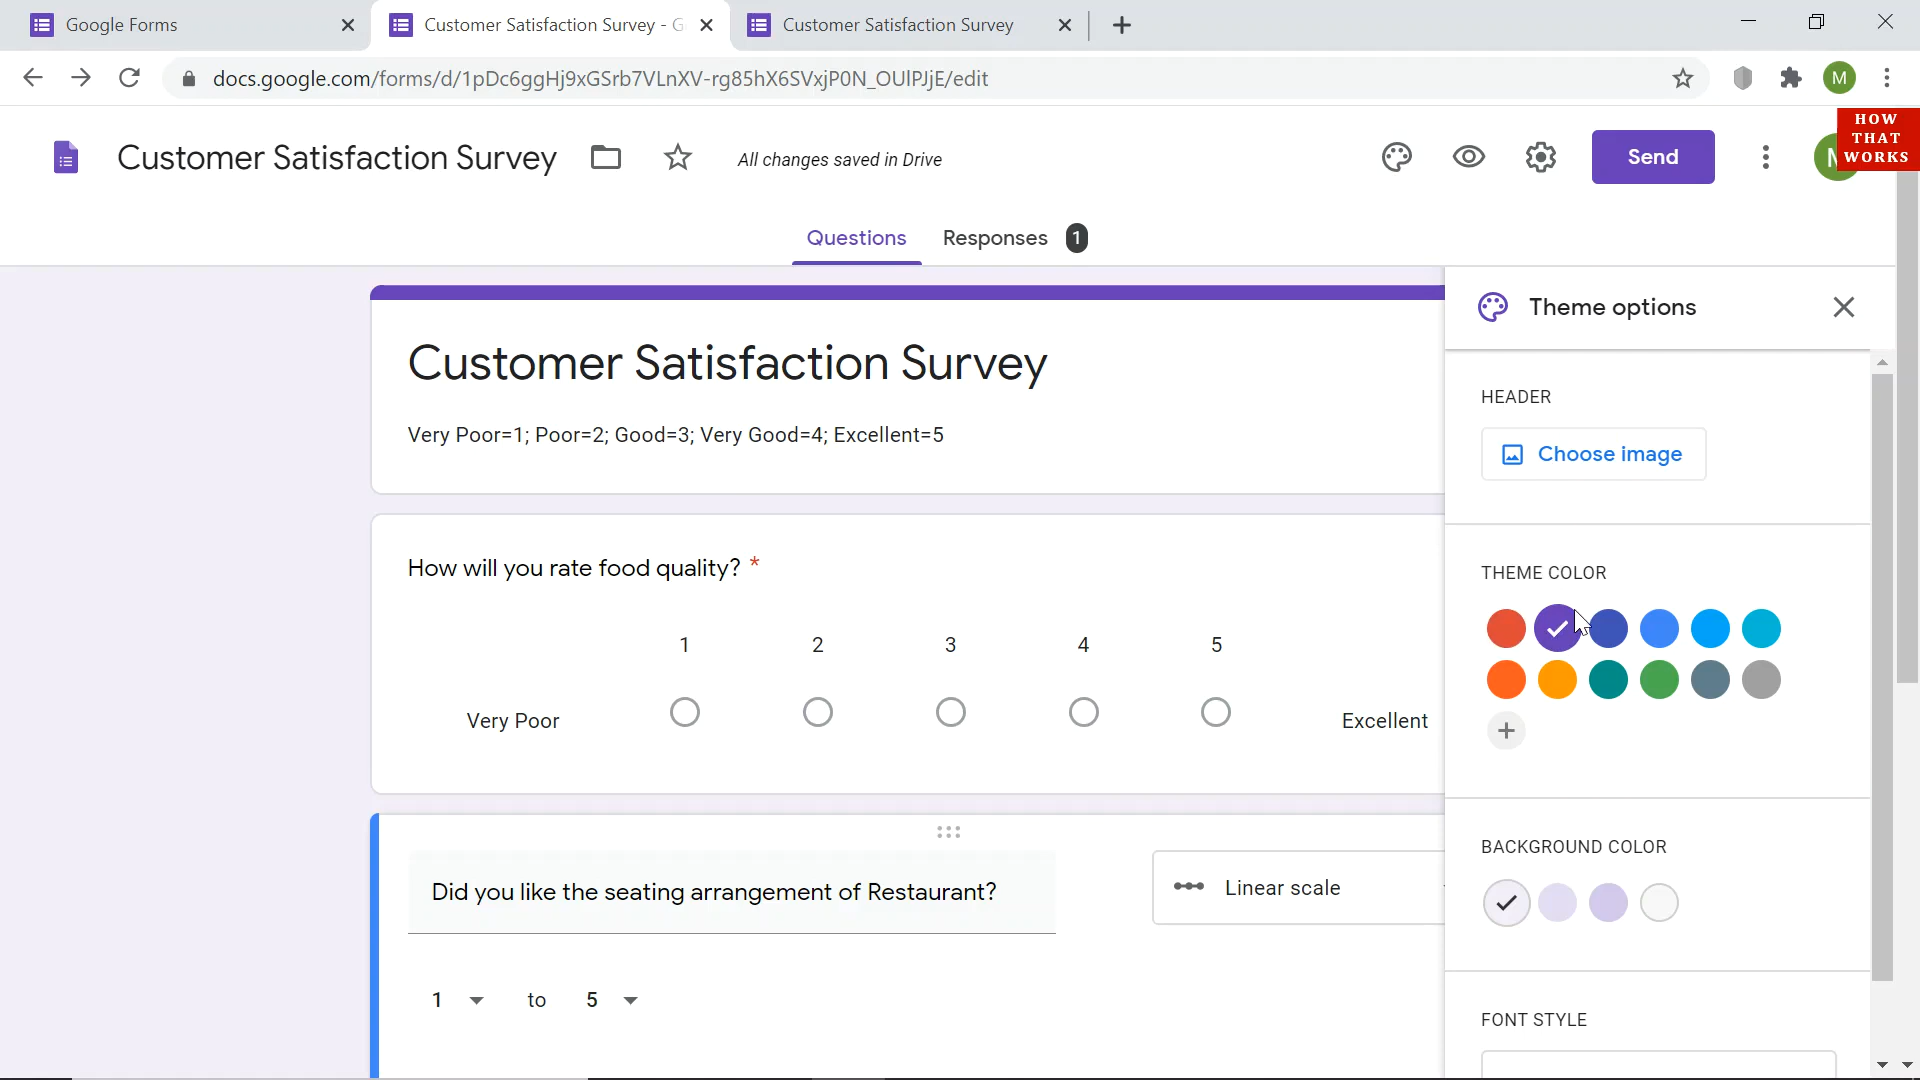 Google Forms
Customer Satisfaction Survey - G
Customer Satisfaction Survey
docs.google.com/forms/d/1pDc6ggHj9xGSrb7VLnXV-rg85hX6SVxjP0N_OUlPJjE/edit
M
HOW
THAT
WORKS
Customer Satisfaction Survey
All changes saved in Drive
Send
Questions
Responses 1
Theme options
Customer Satisfaction Survey
Very Poor=1; Poor=2; Good=3; Very Good=4; Excellent=5
HEADER
Choose image
How will you rate food quality? *
1 2 3 4 5
Very Poor
Excellent
THEME COLOR
BACKGROUND COLOR
Did you like the seating arrangement of Restaurant?
Linear scale
1 to 5
FONT STYLE